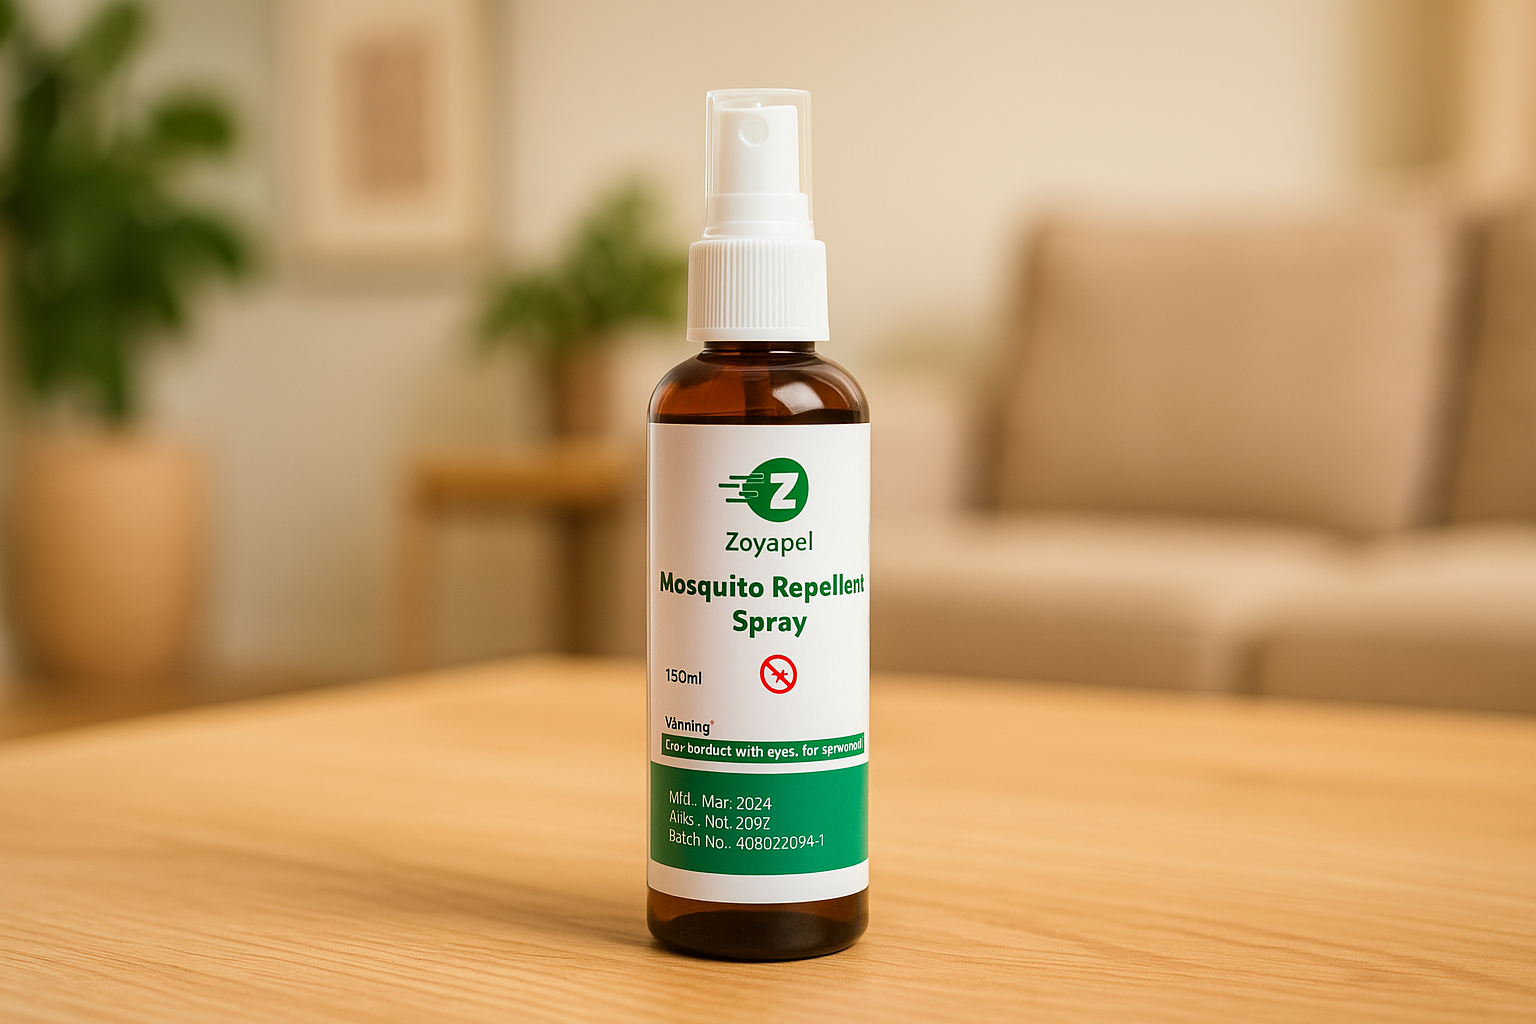 Z
Zoyapel
Mosquito Repellent
Spray
150ml
Vånning*
Cror borduct with eyes. for
Mfd.. Mar: 2024
Aiiks . Not. 209Z
Batch No.. 408022094-1